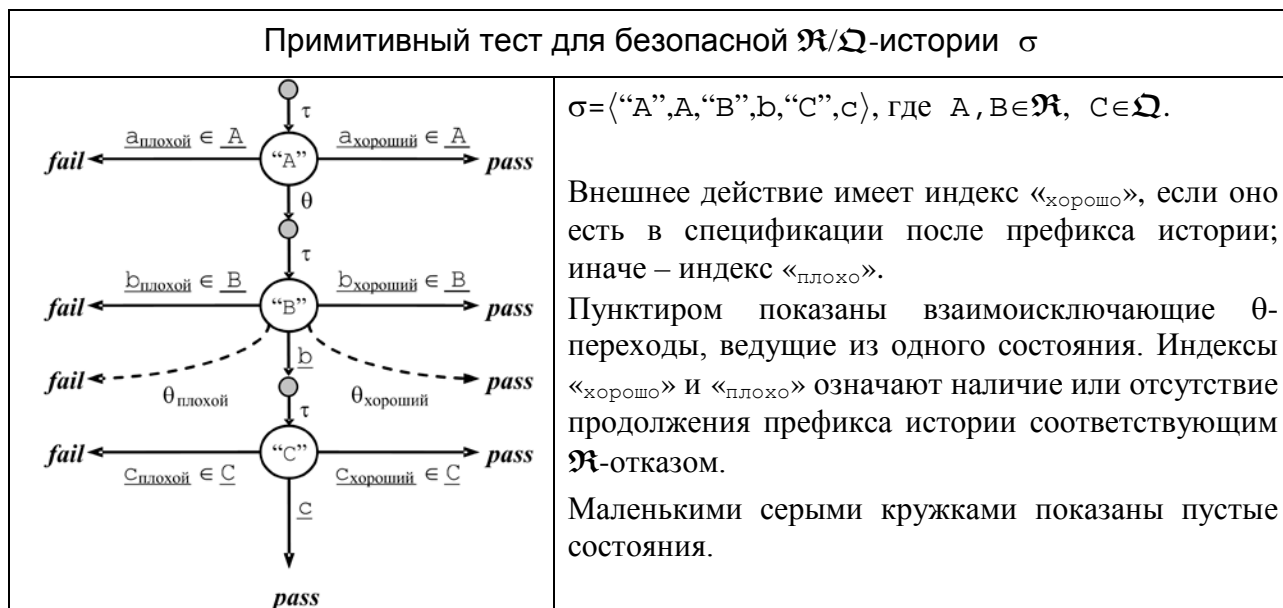 Примитивный тест для безопасной ℜ/𝔔-истории σ
τ
a_плохой ∈ A
a_хороший ∈ A
fail
“A”
pass
θ
τ
b_плохой ∈ B
b_хороший ∈ B
fail
“B”
pass
b
fail
pass
θ_плохой
θ_хороший
τ
fail
“C”
pass
c_плохой ∈ C
c_хороший ∈ C
c
pass
σ=⟨“A”,A,“B”,b,“C”,c⟩, где A,B∈ℜ, C∈𝔔.
Внешнее действие имеет индекс «хорошо», если оно
есть в спецификации после префикса истории;
иначе – индекс «плохо».
Пунктиром показаны взаимоисключающие θ-
переходы, ведущие из одного состояния. Индексы
«хорошо» и «плохо» означают наличие или отсутствие
продолжения префикса истории соответствующим
ℜ-отказом.
Маленькими серыми кружками показаны пустые
состояния.